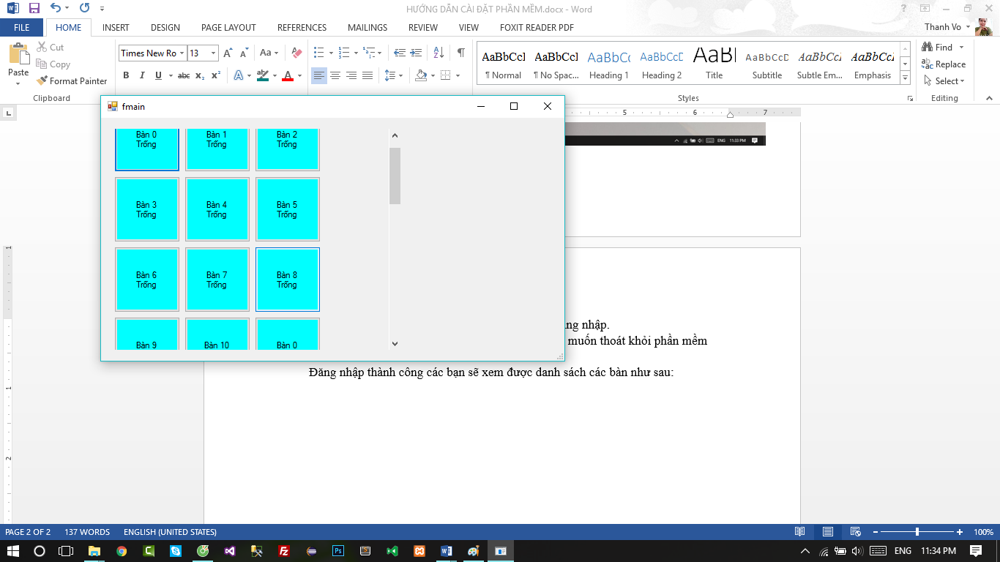 HƯỚNG DẪN CÀI ĐẶT PHẦN MỀM.docx - Word
FILE HOME INSERT DESIGN PAGE LAYOUT REFERENCES MAILINGS REVIEW VIEW FOXIT READER PDF Thanh Vo
Paste Cut
Copy
Format Painter
Times New Ro 13
AaBbCcI AaBbCcI AaBbCc AaBbCcI AaBI AaBbCcD AaBbCcI AaBbCcI
¶ Normal ¶ No Spac... Heading 1 Heading 2 Title Subtitle Subtle Em... Emphasis
Find
Replace
Select
Clipboard Styles Editing
fmain
Bàn 0
Trống
Bàn 1
Trống
Bàn 2
Trống
Bàn 3
Trống
Bàn 4
Trống
Bàn 5
Trống
Bàn 6
Trống
Bàn 7
Trống
Bàn 8
Trống
Bàn 9
Bàn 10
Bàn 0
5 6 7
ENG 11:33 PM
1
1
2
nhập.
muốn thoát khỏi phần mềm
Đăng nhập thành công các bạn sẽ xem được danh sách các bàn như sau:
PAGE 2 OF 2 137 WORDS ENGLISH (UNITED STATES) 100%
ENG 11:34 PM